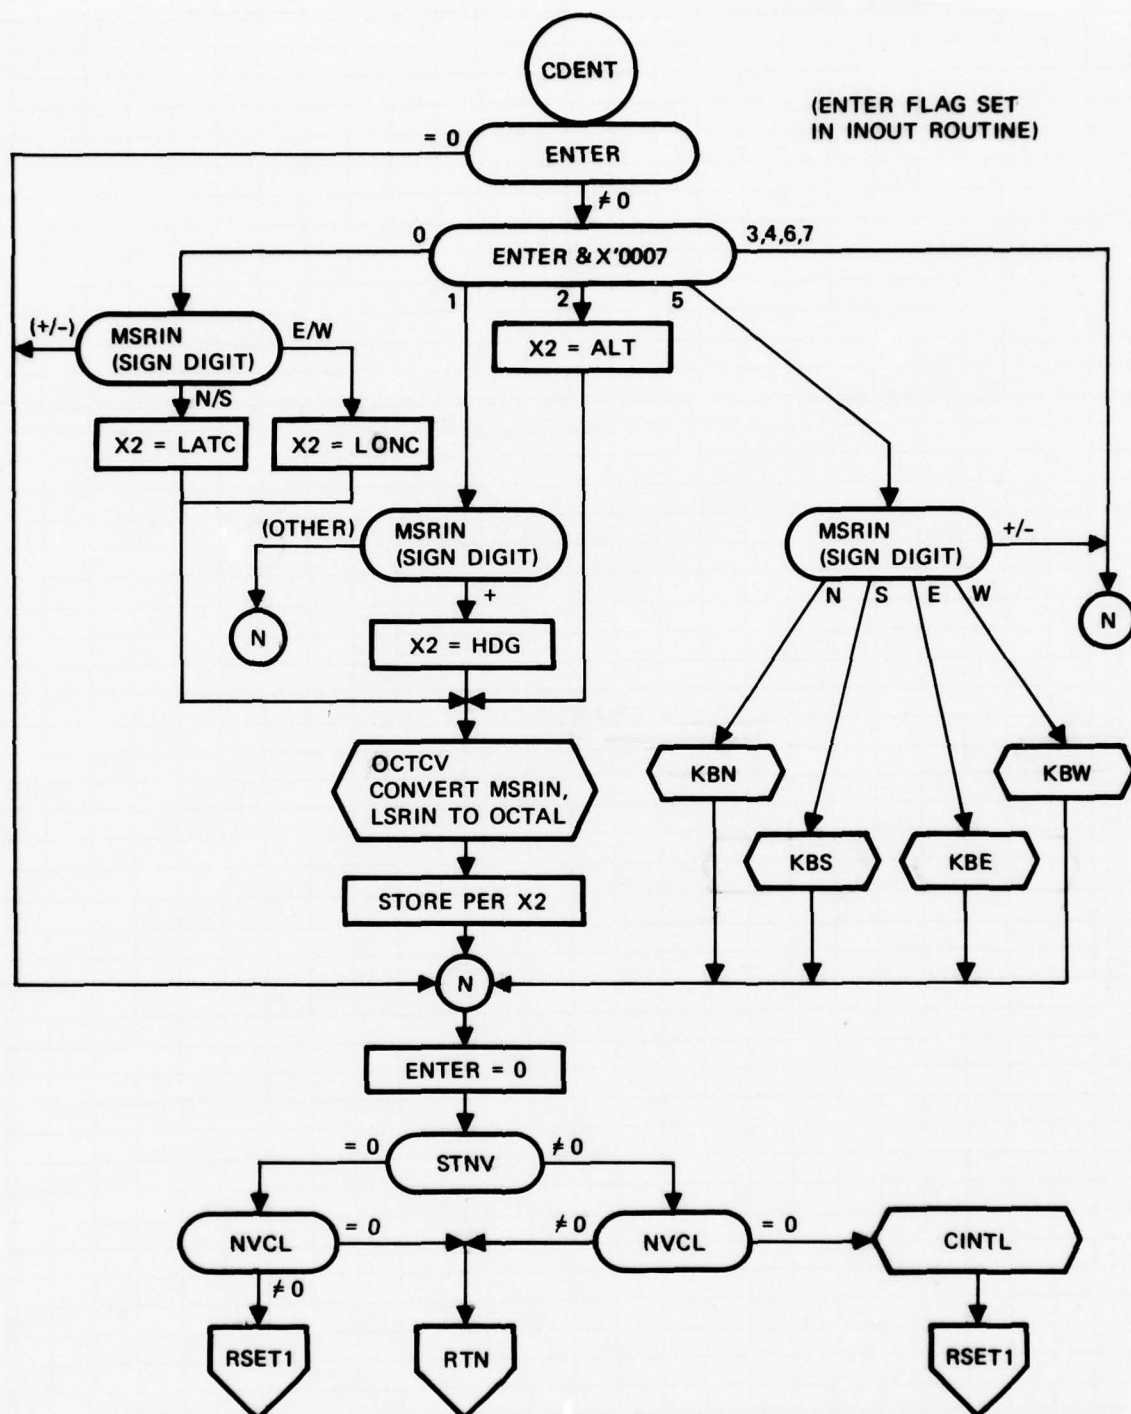 CDENT
(ENTER FLAG SET
IN INOUT ROUTINE)
= 0
ENTER
≠ 0
0
ENTER & X'0007
3,4,6,7
1
2
5
(+/-)
MSRIN
(SIGN DIGIT)
E/W
N/S
X2 = ALT
X2 = LATC
X2 = LONC
(OTHER)
MSRIN
(SIGN DIGIT)
+
MSRIN
(SIGN DIGIT)
+/-
N
S
E
W
N
N
X2 = HDG
OCTCV
CONVERT MSRIN,
LSRIN TO OCTAL
KBN
KBW
KBS
KBE
STORE PER X2
N
ENTER = 0
= 0
STNV
≠ 0
NVCL
= 0
≠ 0
NVCL
= 0
CINTL
≠ 0
RSET1
RTN
RSET1